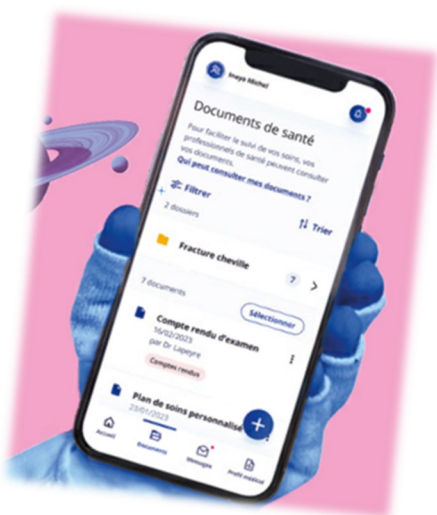 Inaya Michel
Documents de santé
Pour faciliter le suivi de vos soins, vos
professionnels de santé peuvent consulter
vos documents.
Qui peut consulter mes documents ?
Filtrer
Trier
2 dossiers
Fracture cheville
7
7 documents
Sélectionner
Compte rendu d'examen
16/02/2023
par Dr Lapeyre
Comptes rendus
Plan de soins personnalisé
23/01/2023
Accueil
Documents
Messages
Profil médical